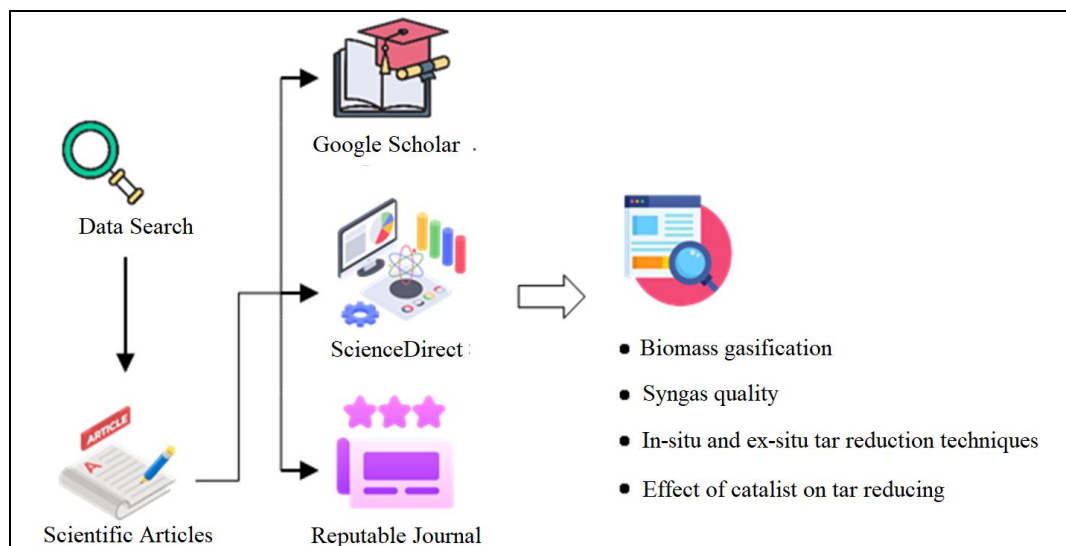 Google Scholar
Data Search
ScienceDirect
ARTICLE
A
Scientific Articles
Reputable Journal
Biomass gasification
Syngas quality
In-situ and ex-situ tar reduction techniques
Effect of catalist on tar reducing